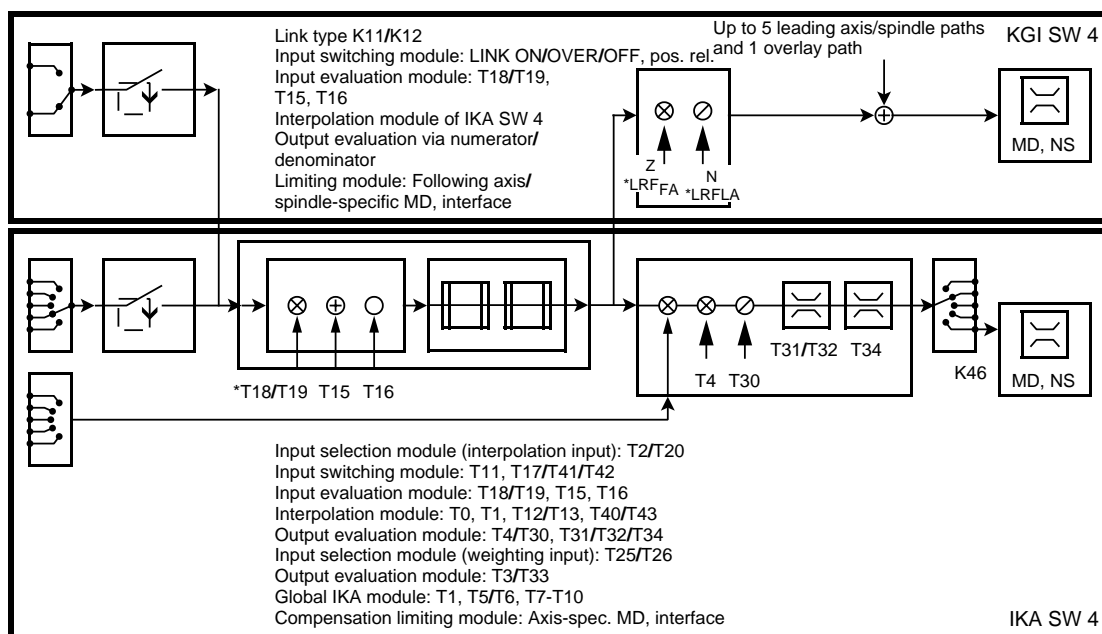 Link type K11/K12
Input switching module: LINK ON/OVER/OFF, pos. rel.
Input evaluation module: T18/T19,
T15, T16
Interpolation module of IKA SW 4
Output evaluation via numerator/
denominator
Limiting module: Following axis/
spindle-specific MD, interface
Up to 5 leading axis/spindle paths
and 1 overlay path
KGI SW 4
Z
*LRFFA
N
*LRFLA
MD, NS
*T18/T19 T15 T16
T4 T30
T31/T32 T34
K46
MD, NS
Input selection module (interpolation input): T2/T20
Input switching module: T11, T17/T41/T42
Input evaluation module: T18/T19, T15, T16
Interpolation module: T0, T1, T12/T13, T40/T43
Output evaluation module: T4/T30, T31/T32/T34
Input selection module (weighting input): T25/T26
Output evaluation module: T3/T33
Global IKA module: T1, T5/T6, T7-T10
Compensation limiting module: Axis-spec. MD, interface
IKA SW 4